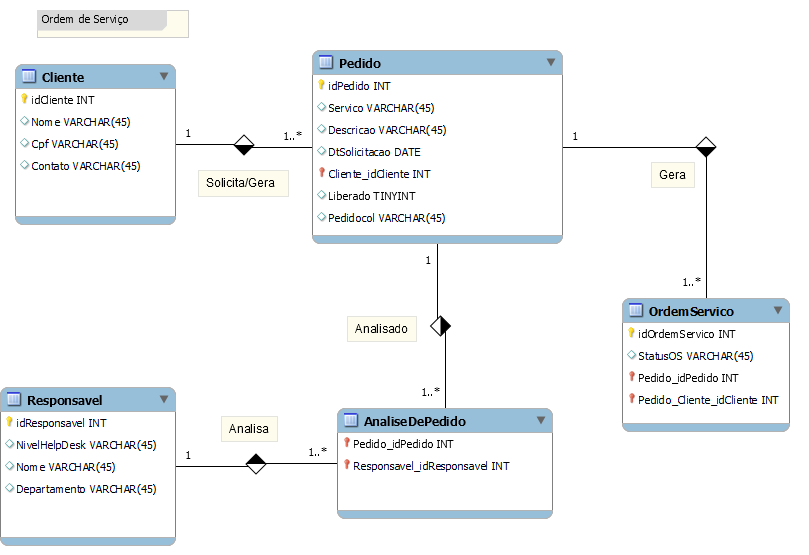 Ordem de Serviço
Cliente
idCliente INT
Nome VARCHAR(45)
Cpf VARCHAR(45)
Contato VARCHAR(45)
1
1..*
Solicita/Gera
Pedido
idPedido INT
Servico VARCHAR(45)
Descricao VARCHAR(45)
DtSolicitacao DATE
Cliente_idCliente INT
Liberado TINYINT
Pedidocol VARCHAR(45)
1
Gera
1..*
1
Analisado
1..*
OrdemServico
idOrdemServico INT
StatusOS VARCHAR(45)
Pedido_idPedido INT
Pedido_Cliente_idCliente INT
Responsavel
idResponsavel INT
NivelHelpDesk VARCHAR(45)
Nome VARCHAR(45)
Departamento VARCHAR(45)
Analisa
1
1..*
AnaliseDePedido
Pedido_idPedido INT
Responsavel_idResponsavel INT